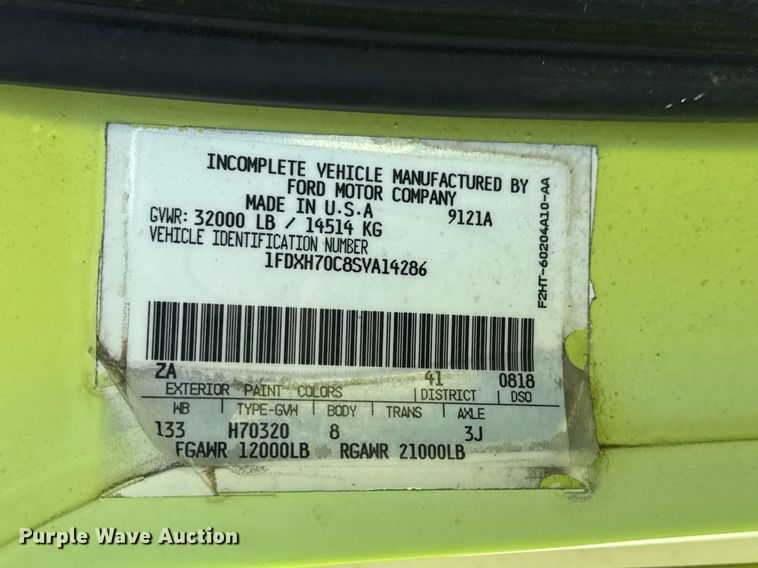 INCOMPLETE VEHICLE MANUFACTURED BY
FORD MOTOR COMPANY
MADE IN U.S.A 9121A
GVWR: 32000 LB / 14514 KG
VEHICLE IDENTIFICATION NUMBER
1FDXH70C8SVA14286
F2HT-60204A10-AA
ZA 41 0818
EXTERIOR PAINT COLORS DISTRICT DSO
WB TYPE-GVW BODY TRANS AXLE
133 H70320 8 3J
FGAWR 12000LB RGAWR 21000LB
Purple Wave Auction